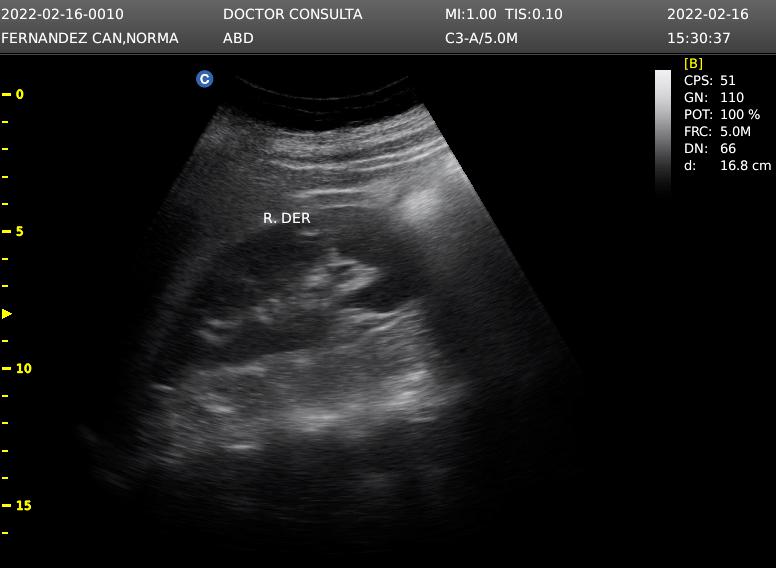 2022-02-16-0010 DOCTOR CONSULTA MI:1.00 TIS:0.10 2022-02-16
FERNANDEZ CAN,NORMA ABD C3-A/5.0M 15:30:37
C
[B]
CPS: 51
GN: 110
POT: 100 %
FRC: 5.0M
DN: 66
d: 16.8 cm
0
R. DER
5
10
15